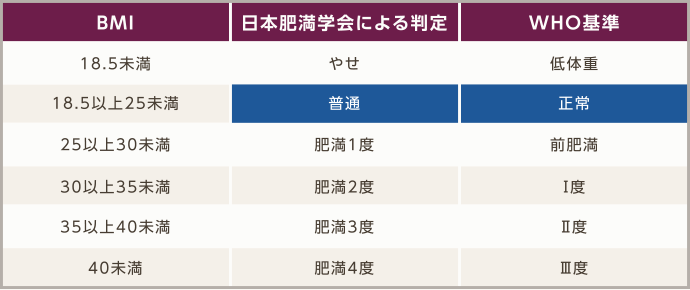 BMI 日本肥満学会による判定 WHO基準
18.5未満 やせ 低体重
18.5以上25未満 普通 正常
25以上30未満 肥満1度 前肥満
30以上35未満 肥満2度 Ⅰ度
35以上40未満 肥満3度 Ⅱ度
40未満 肥満4度 Ⅲ度